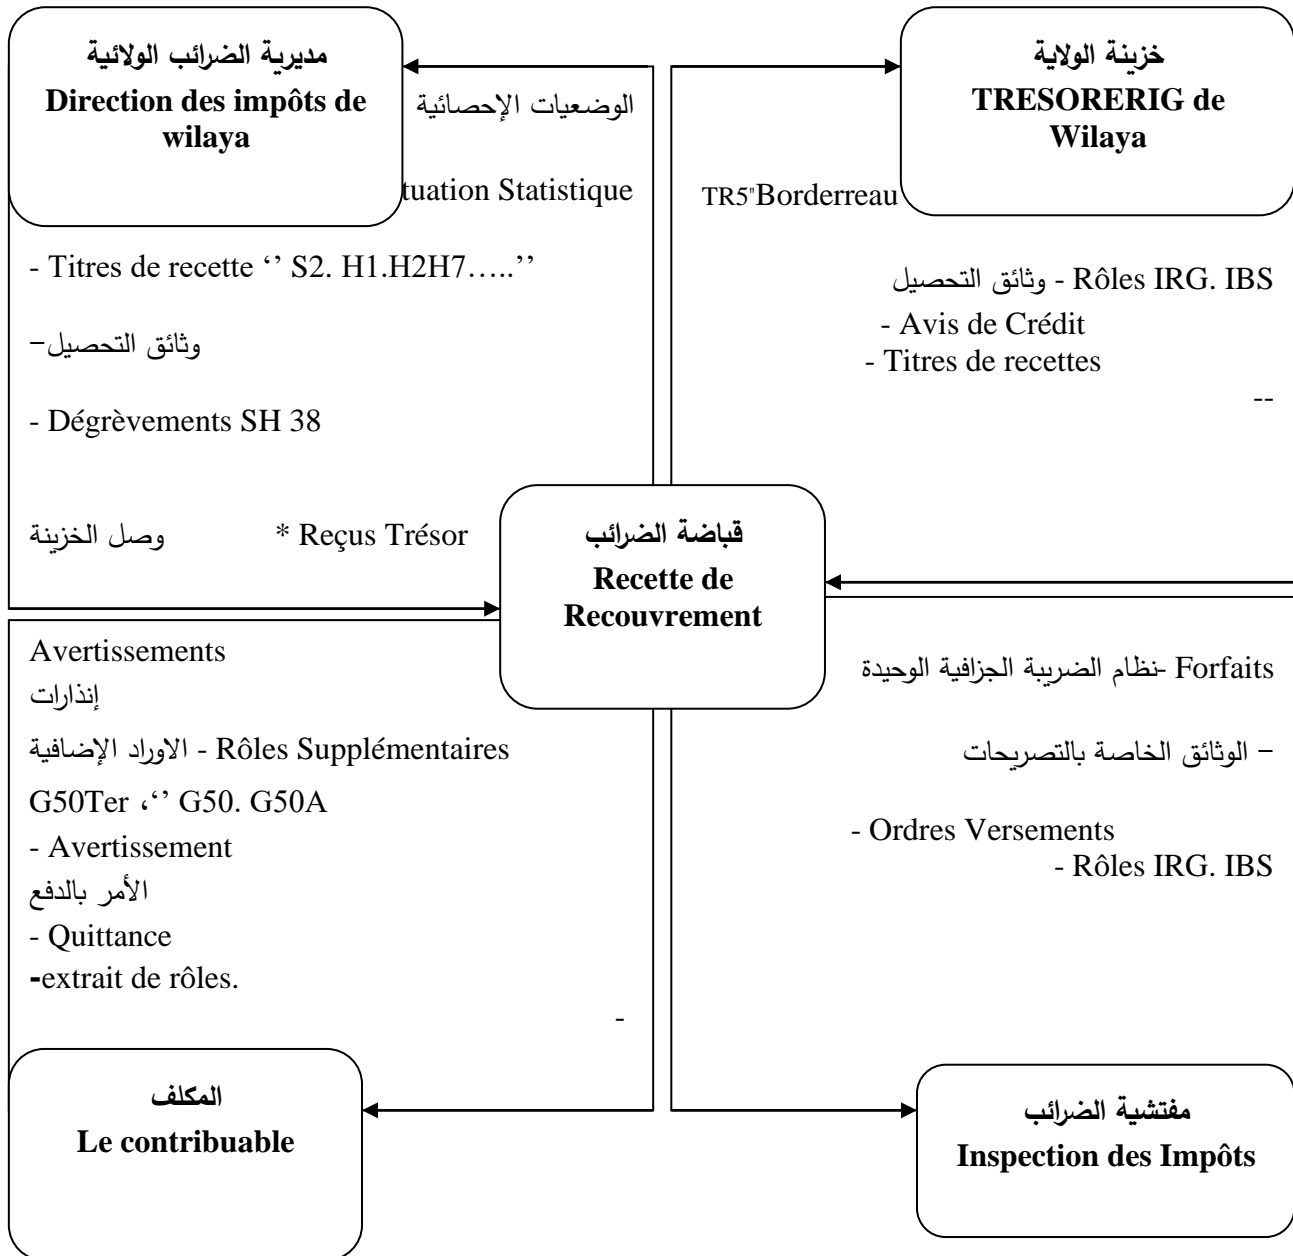 مديرية الضرائب الولائية
Direction des impôts de
wilaya
خزينة الولاية
TRESORERIG de
Wilaya
الوضعيات الإحصائية
tuation Statistique
TR5"Borderreau
- Titres de recette ‘’ S2. H1.H2H7…..’’
وثائق التحصيل–
- Dégrèvements SH 38
وصل الخزينة * Reçus Trésor
وثائق التحصيل - Rôles IRG. IBS
- Avis de Crédit
- Titres de recettes
--
قباضة الضرائب
Recette de
Recouvrement
Avertissements
إنذارات
الاوراد الإضافية - Rôles Supplémentaires
G50Ter ،‘’ G50. G50A
- Avertissement
الأمر بالدفع
- Quittance
-extrait de rôles.
-
نظام الضريبة الجزافية الوحيدة- Forfaits
– الوثائق الخاصة بالتصريحات
- Ordres Versements
- Rôles IRG. IBS
المكلف
Le contribuable
مفتشية الضرائب
Inspection des Impôts